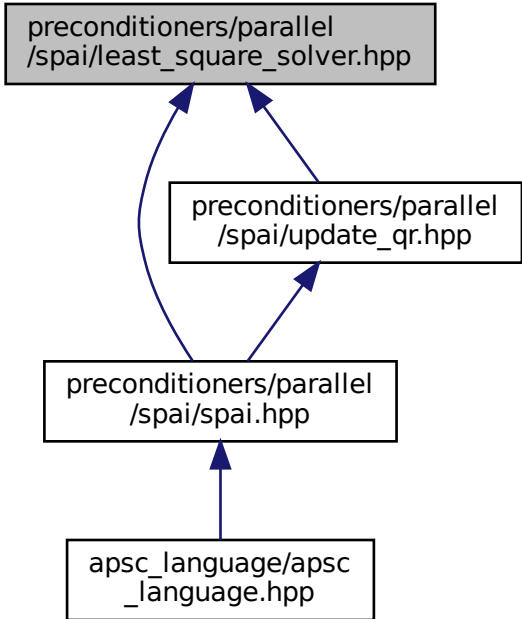 preconditioners/parallel
/spai/least_square_solver.hpp
preconditioners/parallel
/spai/update_qr.hpp
preconditioners/parallel
/spai/spai.hpp
apsc_language/apsc
_language.hpp